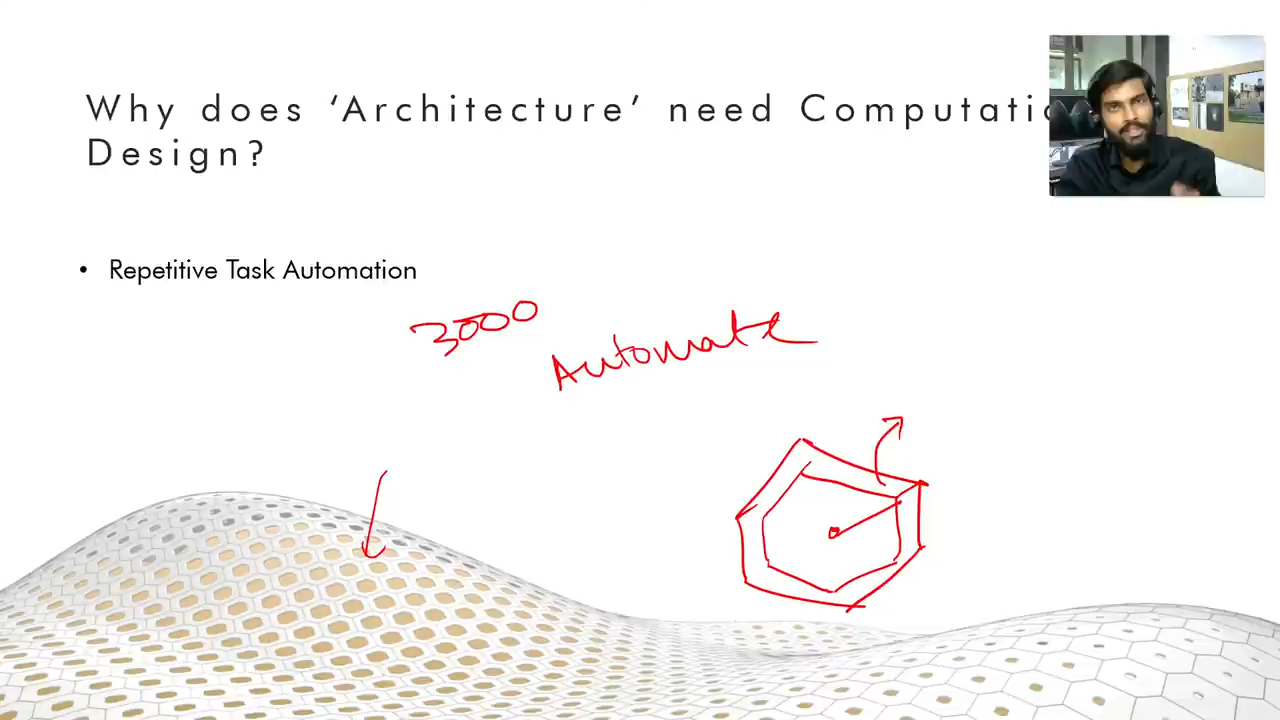 Why does ‘Architecture’ need Computatio
Design?
• Repetitive Task Automation
3000
Automate